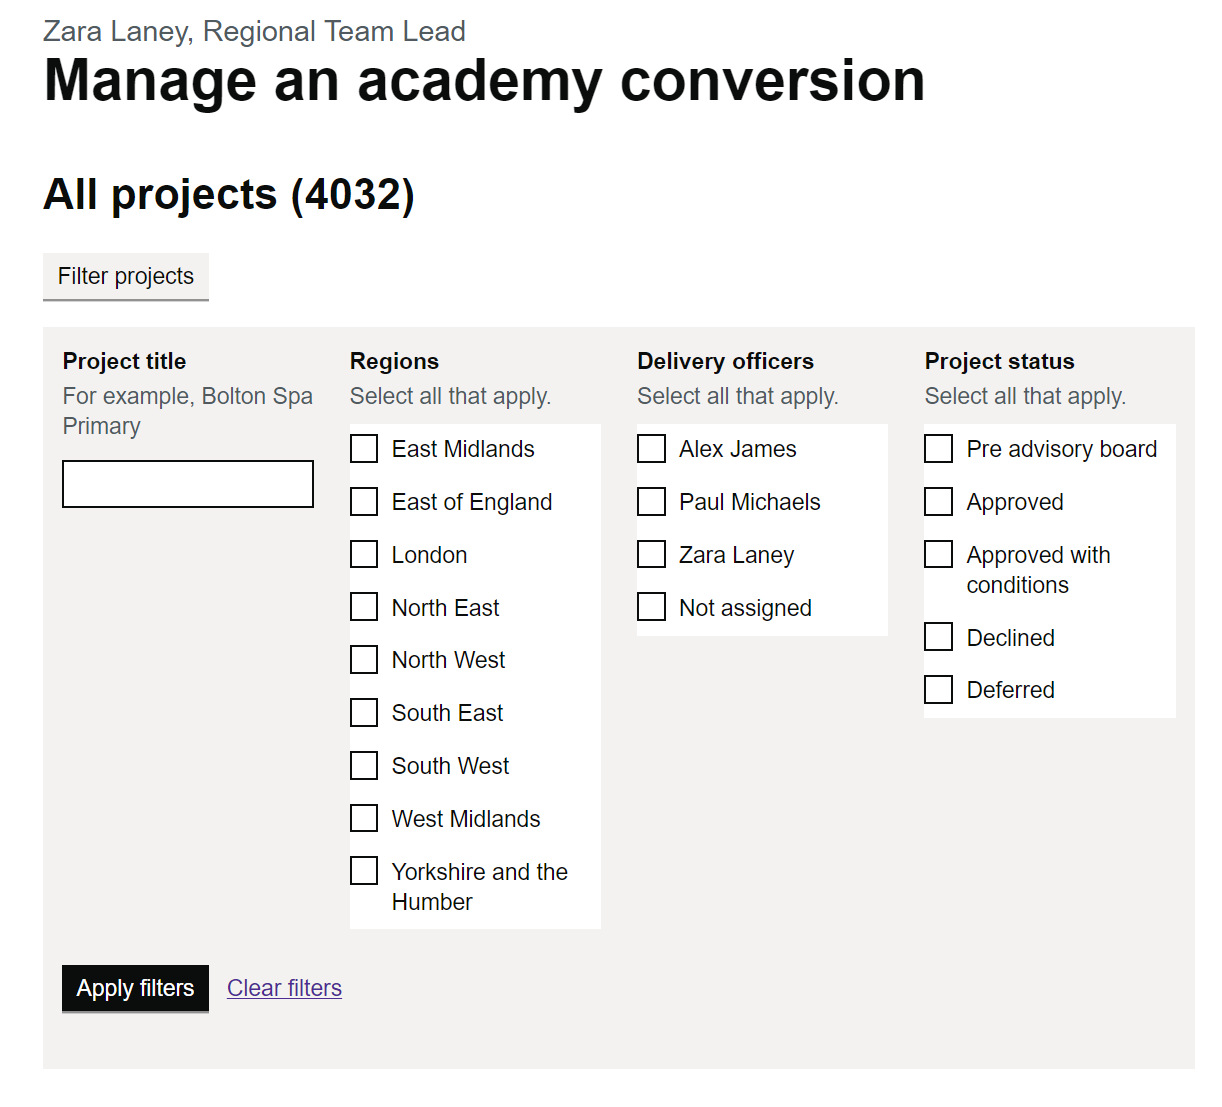 Zara Laney, Regional Team Lead
Manage an academy conversion
All projects (4032)
Filter projects
Project title
For example, Bolton Spa
Primary
Regions
Select all that apply.
East Midlands
East of England
London
North East
North West
South East
South West
West Midlands
Yorkshire and the
Humber
Delivery officers
Select all that apply.
Alex James
Paul Michaels
Zara Laney
Not assigned
Project status
Select all that apply.
Pre advisory board
Approved
Approved with
conditions
Declined
Deferred
Apply filters
Clear filters